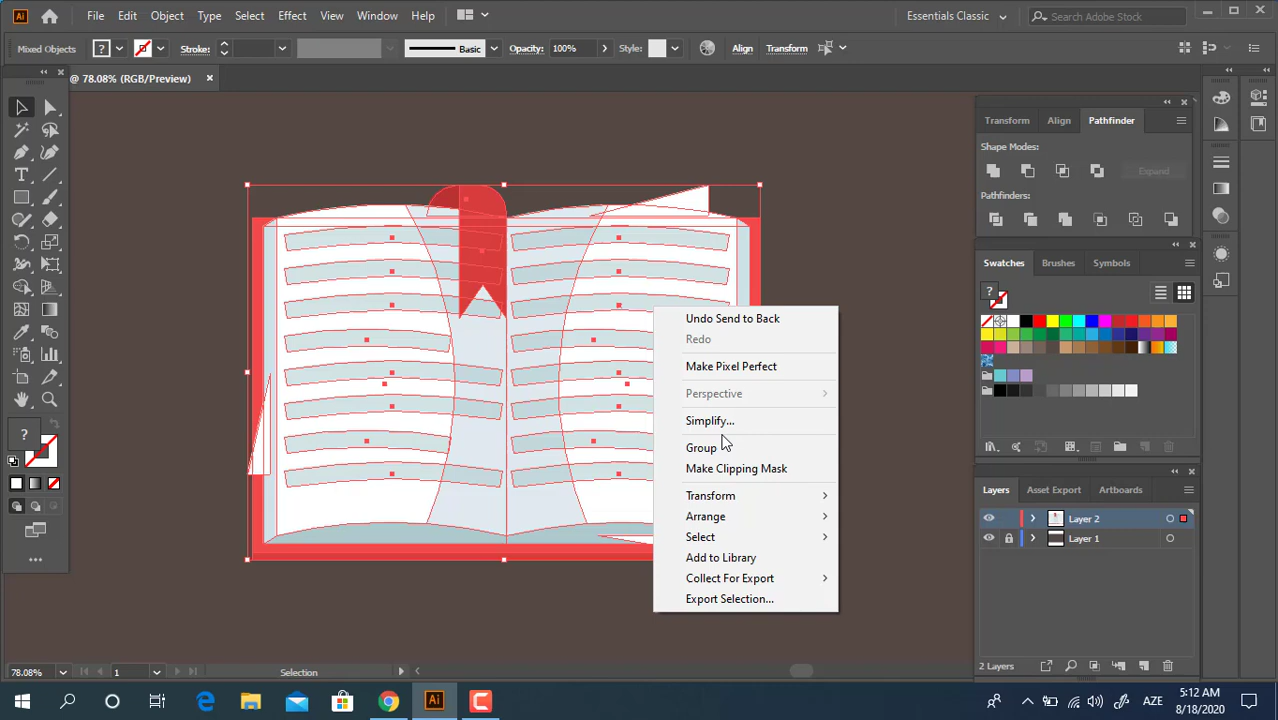 Ai
File Edit Object Type Select Effect View Window Help
Essentials Classic
Search Adobe Stock
Mixed Objects
?
Stroke:
Basic
Opacity: 100%
Style:
Align
Transform
@ 78.08% (RGB/Preview)
Transform
Align
Pathfinder
Shape Modes:
Expand
Pathfinders:
Swatches
Brushes
Symbols
?
Undo Send to Back
Redo
Make Pixel Perfect
Perspective
Simplify...
Group
Make Clipping Mask
Transform
Arrange
Select
Add to Library
Collect For Export
Export Selection...
?
Layers
Asset Export
Artboards
Layer 2
Layer 1
2 Layers
78.08%
1
Selection
Ai
AZE
5:12 AM
8/18/2020